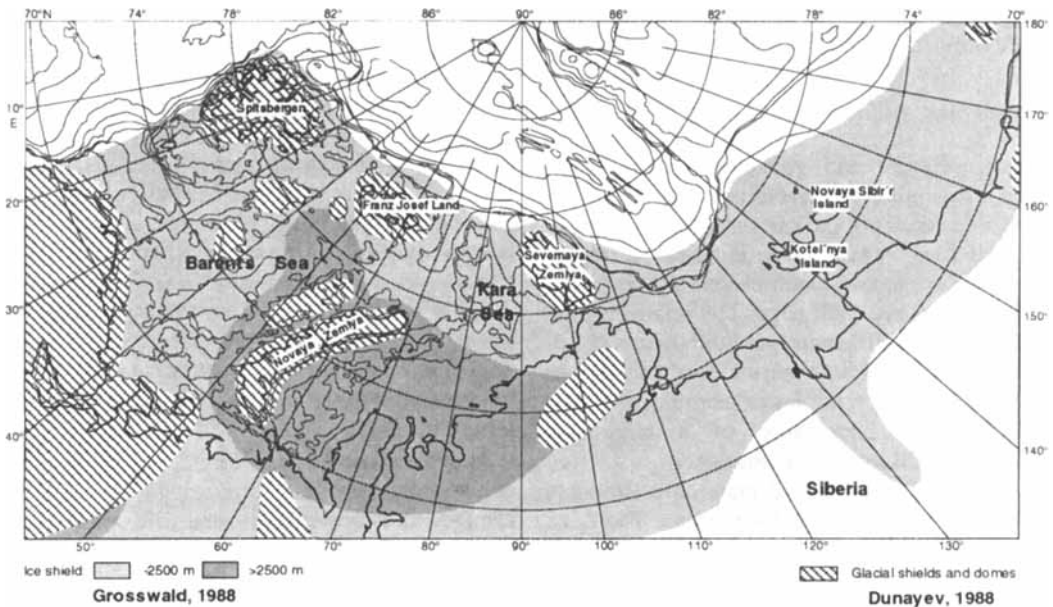 70°N 74° 78° 82° 86° 90° 86° 82° 78° 74° 70°
180°
170°
160°
150°
140°
10°
E
20°
30°
40°
Spitsbergen
Franz Josef Land
Barents Sea
Novaya Zemlya
Kara
Sea
Severnaya
Zemlya
Novaya Sibir'r
Island
Kotel'nya
Island
Siberia
50° 60° 70° 80° 90° 100° 110° 120° 130°
Ice shield -2500 m >2500 m
Glacial shields and domes
Grosswald, 1988
Dunayev, 1988